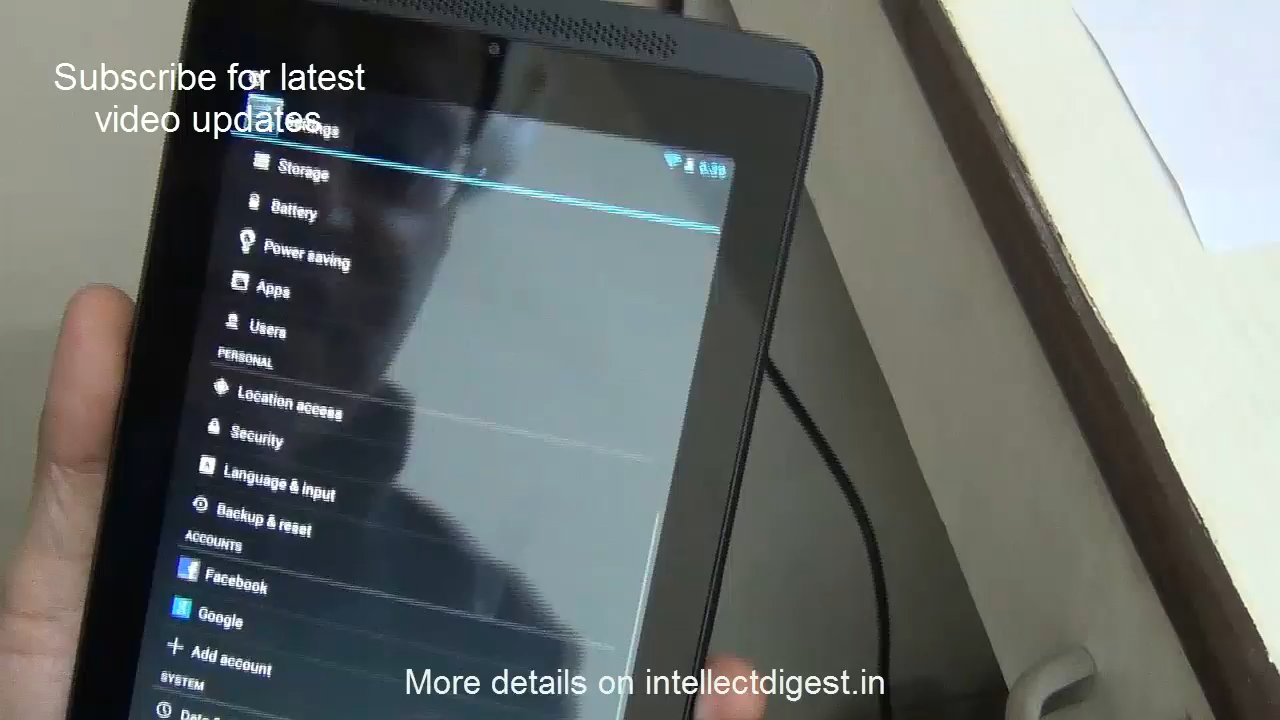 Subscribe for latest
video updates
Settings
Storage
Battery
Power saving
Apps
Users
PERSONAL
Location access
Security
Language & input
Backup & reset
ACCOUNTS
Facebook
Google
Add account
SYSTEM
More details on intellectdigest.in